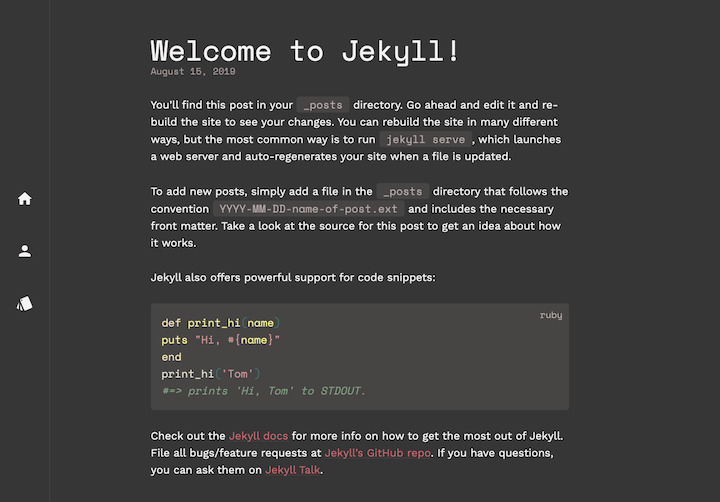 Welcome to Jekyll!
August 15, 2019
You'll find this post in your _posts directory. Go ahead and edit it and re-
build the site to see your changes. You can rebuild the site in many different
ways, but the most common way is to run jekyll serve, which launches
a web server and auto-regenerates your site when a file is updated.
To add new posts, simply add a file in the _posts directory that follows the
convention YYYY-MM-DD-name-of-post.ext and includes the necessary
front matter. Take a look at the source for this post to get an idea about how
it works.
Jekyll also offers powerful support for code snippets:
ruby
def print_hi(name)
puts "Hi, #{name}"
end
print_hi('Tom')
#=> prints 'Hi, Tom' to STDOUT.
Check out the Jekyll docs for more info on how to get the most out of Jekyll.
File all bugs/feature requests at Jekyll's GitHub repo. If you have questions,
you can ask them on Jekyll Talk.